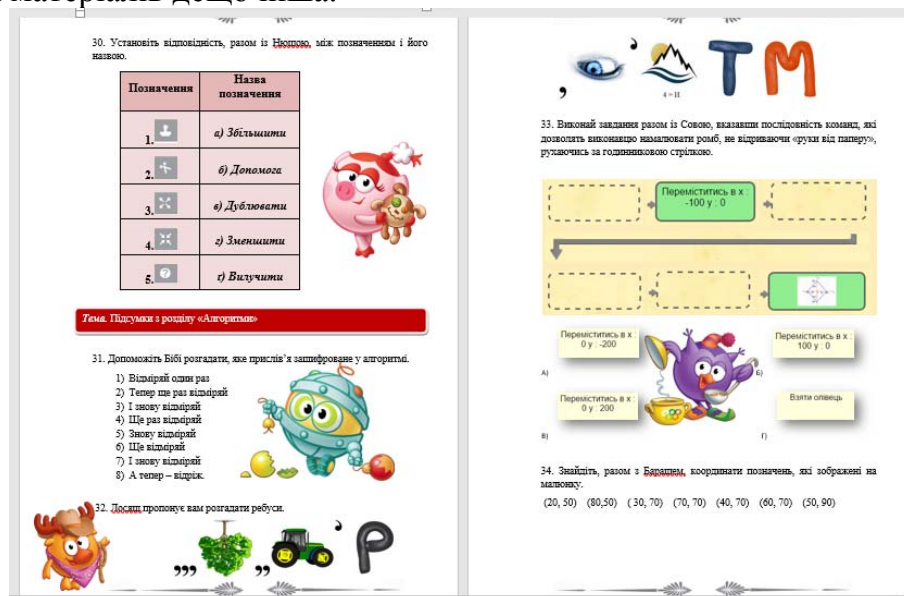 матеріалів дещо інша.
30. Установіть відповідність, разом із Нюшою, між позначенням і його
назвою.
Позначення
Назва
позначення
1.
а) Збільшити
2.
б) Допомога
3.
в) Дублювати
4.
г) Зменшити
5.
ґ) Вилучити
Тема. Підсумки з розділу «Алгоритми»
31. Допоможіть Бібі розгадати, яке прислів’я зашифроване у алгоритмі.
1) Відміряй один раз
2) Тепер ще раз відміряй
3) І знову відміряй
4) Ще раз відміряй
5) Знову відміряй
6) Ще відміряй
7) І знову відміряй
8) А тепер – відріж.
32. Лосяш пропонує вам розгадати ребуси.
,,, ,, ’ Р
, ’ 4 = И Т М
33. Виконай завдання разом із Совою, вказавши послідовність команд, які
дозволять виконавцю намалювати ромб, не відриваючи «руки від паперу»,
рухаючись за годинниковою стрілкою.
Переміститись в x :
-100 y : 0
Переміститись в x :
0 y : -200
А)
Переміститись в x :
100 y : 0
Б)
Переміститись в x :
0 y : 200
В)
Взяти олівець
Г)
34. Знайдіть, разом з Барашем, координати позначень, які зображені на
малюнку.
(20, 50) (80,50) ( 30, 70) (70, 70) (40, 70) (60, 70) (50, 90)